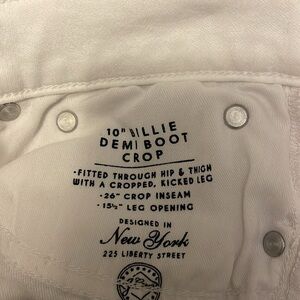 10" BILLIE
DEMI BOOT
CROP
•FITTED THROUGH HIP & THIGH
WITH A CROPPED, KICKED LEG
•26" CROP INSEAM
•15½" LEG OPENING
DESIGNED IN
New York
225 LIBERTY STREET